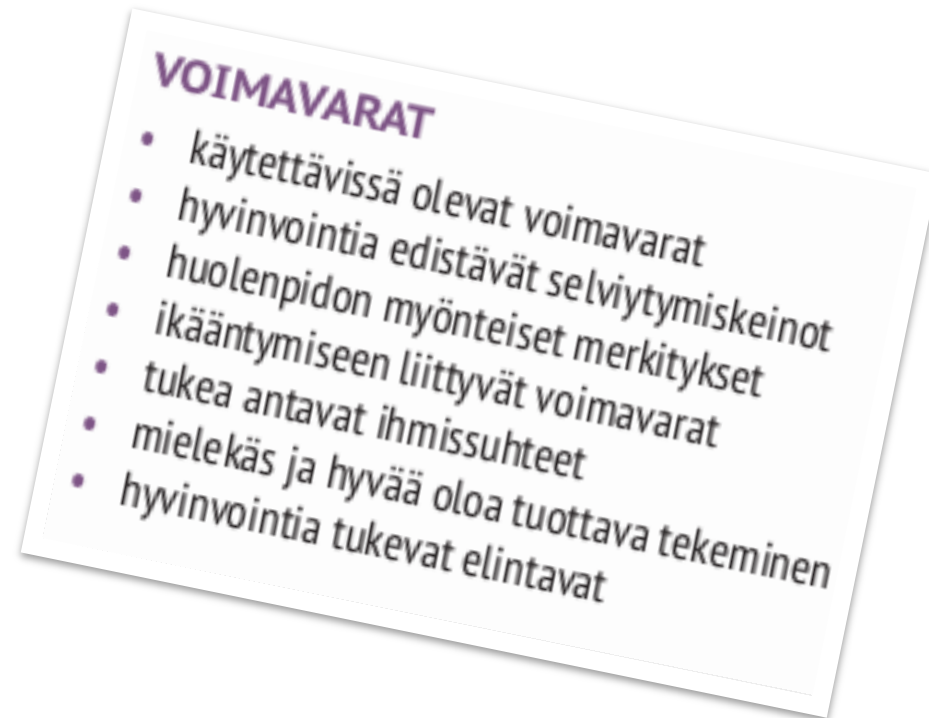 VOIMAVARAT
• käytettävissä olevat voimavarat
• hyvinvointia edistävät selviytymiskeinot
• huolenpidon myönteiset merkitykset
• ikääntymiseen liittyvät voimavarat
• tukea antavat ihmissuhteet
• mielekäs ja hyvää oloa tuottava tekeminen
• hyvinvointia tukevat elintavat